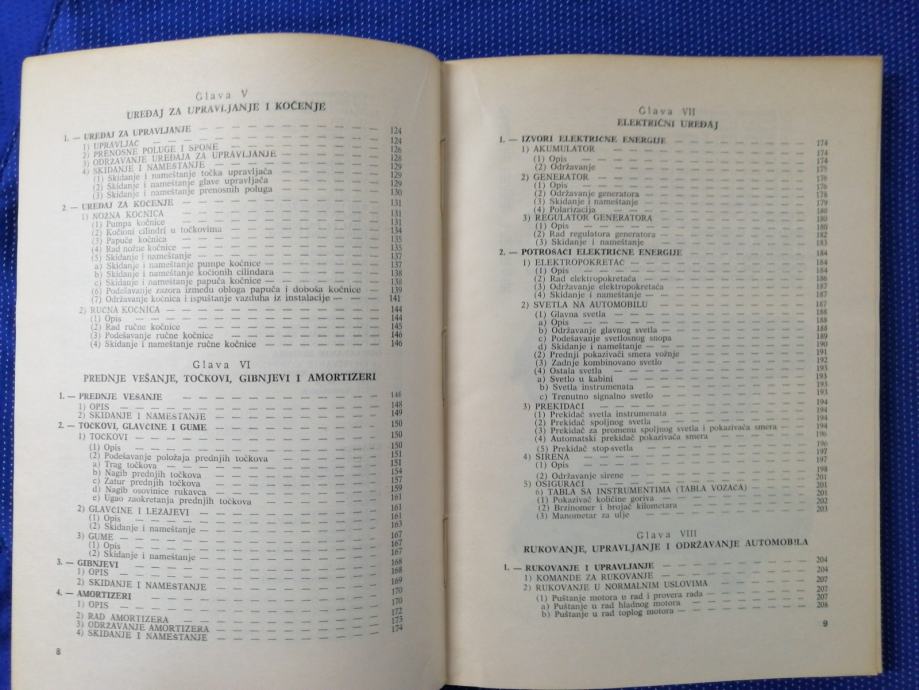 Glava V
UREĐAJ ZA UPRAVLJANJE I KOČENJE
1. — UREĐAJ ZA UPRAVLJANJE — 124
1) UPRAVLJAČ — 124
2) PRENOSNE POLUGE I SPONE — 126
3) ODRŽAVANJE UREĐAJA ZA UPRAVLJANJE — 128
4) SKIDANJE I NAMEŠTANJE — 129
(1) Skidanje i nameštanje točka upravljača — 129
(2) Skidanje i nameštanje glave upravljača — 129
(3) Skidanje i nameštanje prenosnih poluga — 130
2. — UREĐAJ ZA KOČENJE — 131
1) NOŽNA KOČNICA — 131
(1) Pumpa kočnice — 131
(2) Kočioni cilindri u točkovima — 134
(3) Papuče kočnica — 135
(4) Rad nožne kočnice — 135
(5) Skidanje i nameštanje — 137
a) Skidanje i nameštanje pumpe kočnice — 137
b) Skidanje i nameštanje kočionih cilindara — 138
c) Skidanje i nameštanje papuča kočnica — 138
(6) Podešavanje zazora između obloga papuča i doboša kočnice — 139
(7) Održavanje kočnica i ispuštanje vazduha iz instalacije — 141
2) RUČNA KOČNICA — 144
(1) Opis — 144
(2) Rad ručne kočnice — 145
(3) Podešavanje ručne kočnice — 146
(4) Skidanje i nameštanje ručne kočnice — 146
Glava VI
PREDNJE VEŠANJE, TOČKOVI, GIBNJEVI I AMORTIZERI
1. — PREDNJE VEŠANJE — 148
1) OPIS — 148
2) SKIDANJE I NAMEŠTANJE — 149
2. — TOČKOVI, GLAVČINE I GUME — 150
1) TOČKOVI — 150
(1) Opis — 150
(2) Podešavanje položaja prednjih točkova — 151
a) Trag točkova — 151
b) Nagib prednjih točkova — 154
c) Zatur prednjih točkova — 157
d) Nagib osovinice rukavca — 159
e) Ugao zaokretanja prednjih točkova
2) GLAVČINE I LEŽAJEVI — 161
(1) Opis — 161
(2) Skidanje i nameštanje — 163
3) GUME — 167
(1) Opis — 167
(2) Skidanje i nameštanje — 167
3. — GIBNJEVI — 168
1) OPIS — 168
2) SKIDANJE I NAMEŠTANJE — 169
4. — AMORTIZERI — 170
1) OPIS — 170
2) RAD AMORTIZERA — 172
3) ODRŽAVANJE AMORTIZERA — 173
4) SKIDANJE I NAMEŠTANJE — 174
8
Glava VII
ELEKTRIČNI UREĐAJ
1. — IZVORI ELEKTRIČNE ENERGIJE — 174
1) AKUMULATOR — 174
(1) Opis — 174
(2) Održavanje — 175
2) GENERATOR — 178
(1) Opis — 176
(2) Održavanje generatora — 178
(3) Skidanje i nameštanje — 179
(4) Polarizacija — 180
3) REGULATOR GENERATORA — 180
(1) Opis — 180
(2) Rad regulatora generatora — 182
(3) Skidanje i nameštanje — 183
2. — POTROŠAČI ELEKTRIČNE ENERGIJE — 184
1) ELEKTROPOKRETAČ — 184
(1) Opis — 184
(2) Rad elektropokretača — 186
(3) Održavanje elektropokretača — 187
(4) Skidanje i nameštanje — 187
2) SVETLA NA AUTOMOBILU — 187
(1) Glavna svetla — 187
a) Opis — 188
b) Održavanje glavnog svetla — 188
c) Podešavanje svetlosnog snopa — 189
d) Skidanje i nameštanje — 190
(2) Prednji pokazivači smera vožnje — 191
(3) Zadnje kombinovano svetlo — 192
(4) Ostala svetla — 193
a) Svetlo u kabini — 193
b) Svetla instrumenata — 193
c) Trenutno signalno svetlo — 193
3) PREKIDAČI — 194
(1) Prekidač svetla instrumenata — 194
(2) Prekidač spoljnog svetla — 194
(3) Prekidač za promenu spoljnog svetla i pokazivača smera — 194
(4) Automatski prekidač pokazivača smera — 196
(5) Prekidač stop-svetla — 196
4) SIRENA — 197
(1) Opis — 197
(2) Održavanje sirene — 198
5) OSIGURAČI — 201
6) TABLA SA INSTRUMENTIMA (TABLA VOZAČA) — 201
(1) Pokazivač količine goriva — 201
(2) Brzinomer i brojač kilometara — 202
(3) Manometar za ulje — 203
Glava VIII
RUKOVANJE, UPRAVLJANJE I ODRŽAVANJE AUTOMOBILA
1. — RUKOVANJE I UPRAVLJANJE — 204
1) KOMANDE ZA RUKOVANJE — 204
2) RUKOVANJE U NORMALNIM USLOVIMA — 207
(1) Puštanje motora u rad i provera rada — 207
a) Puštanje u rad hladnog motora — 207
b) Puštanje u rad toplog motora — 208
9